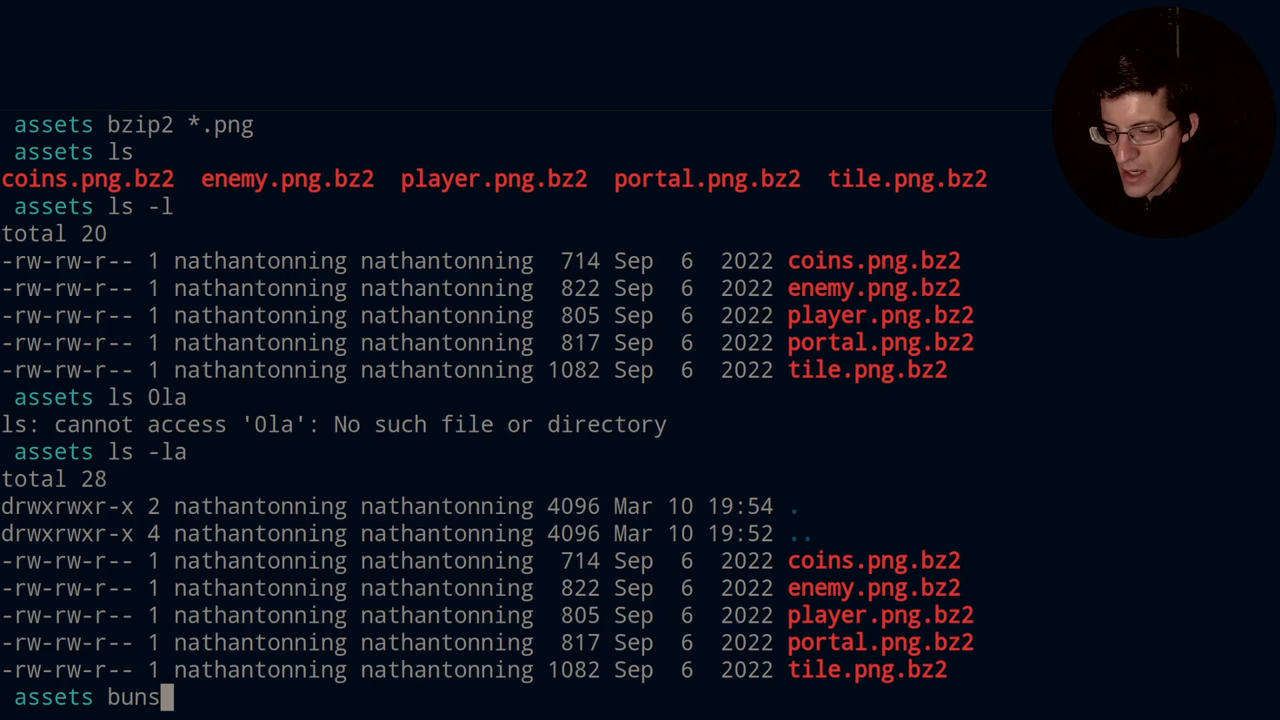 assets bzip2 *.png
assets ls
coins.png.bz2 enemy.png.bz2 player.png.bz2 portal.png.bz2 tile.png.bz2
assets ls -l
total 20
-rw-rw-r-- 1 nathantonning nathantonning 714 Sep 6 2022 coins.png.bz2
-rw-rw-r-- 1 nathantonning nathantonning 822 Sep 6 2022 enemy.png.bz2
-rw-rw-r-- 1 nathantonning nathantonning 805 Sep 6 2022 player.png.bz2
-rw-rw-r-- 1 nathantonning nathantonning 817 Sep 6 2022 portal.png.bz2
-rw-rw-r-- 1 nathantonning nathantonning 1082 Sep 6 2022 tile.png.bz2
assets ls 0la
ls: cannot access '0la': No such file or directory
assets ls -la
total 28
drwxrwxr-x 2 nathantonning nathantonning 4096 Mar 10 19:54 .
drwxrwxr-x 4 nathantonning nathantonning 4096 Mar 10 19:52 ..
-rw-rw-r-- 1 nathantonning nathantonning 714 Sep 6 2022 coins.png.bz2
-rw-rw-r-- 1 nathantonning nathantonning 822 Sep 6 2022 enemy.png.bz2
-rw-rw-r-- 1 nathantonning nathantonning 805 Sep 6 2022 player.png.bz2
-rw-rw-r-- 1 nathantonning nathantonning 817 Sep 6 2022 portal.png.bz2
-rw-rw-r-- 1 nathantonning nathantonning 1082 Sep 6 2022 tile.png.bz2
assets buns